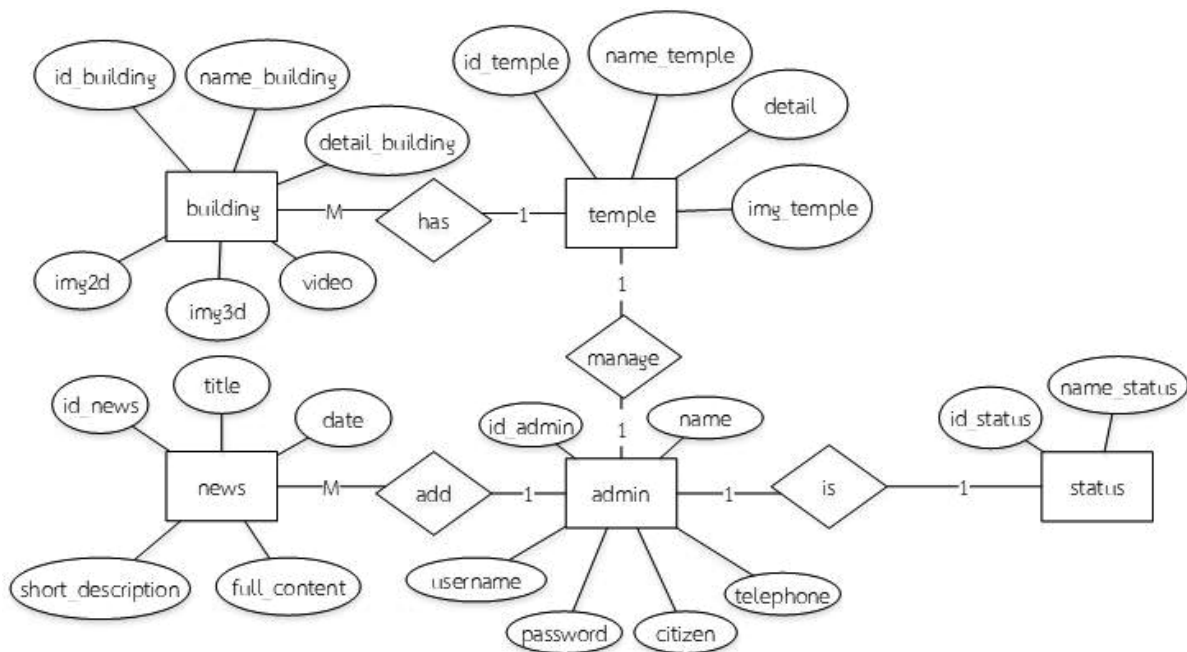 id_building
name_building
detail_building
building
img2d
img3d
video
M
has
1
id_temple
name_temple
detail
img_temple
temple
1
manage
1
id_news
title
date
news
short_description
full_content
M
add
1
id_admin
name
admin
username
password
citizen
telephone
1
is
1
id_status
name_status
status